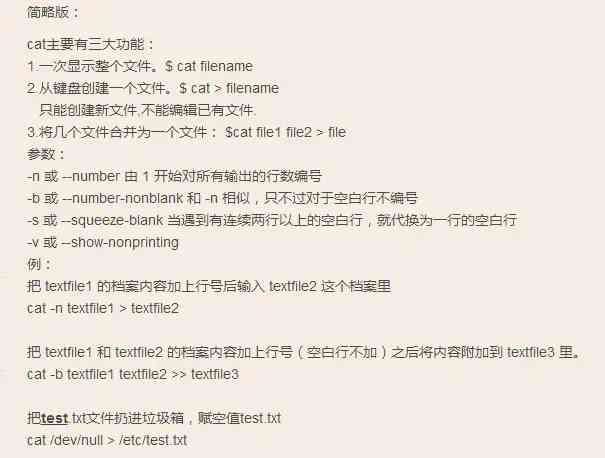 简略版：
cat主要有三大功能：
1.一次显示整个文件。$ cat filename
2.从键盘创建一个文件。$ cat > filename
只能创建新文件,不能编辑已有文件.
3.将几个文件合并为一个文件： $cat file1 file2 > file
参数：
-n 或 --number 由 1 开始对所有输出的行数编号
-b 或 --number-nonblank 和 -n 相似，只不过对于空白行不编号
-s 或 --squeeze-blank 当遇到有连续两行以上的空白行，就代换为一行的空白行
-v 或 --show-nonprinting
例：
把 textfile1 的档案内容加上行号后输入 textfile2 这个档案里
cat -n textfile1 > textfile2
把 textfile1 和 textfile2 的档案内容加上行号（空白行不加）之后将内容附加到 textfile3 里。
cat -b textfile1 textfile2 >> textfile3
把test.txt文件扔进垃圾箱，赋空值test.txt
cat /dev/null > /etc/test.txt